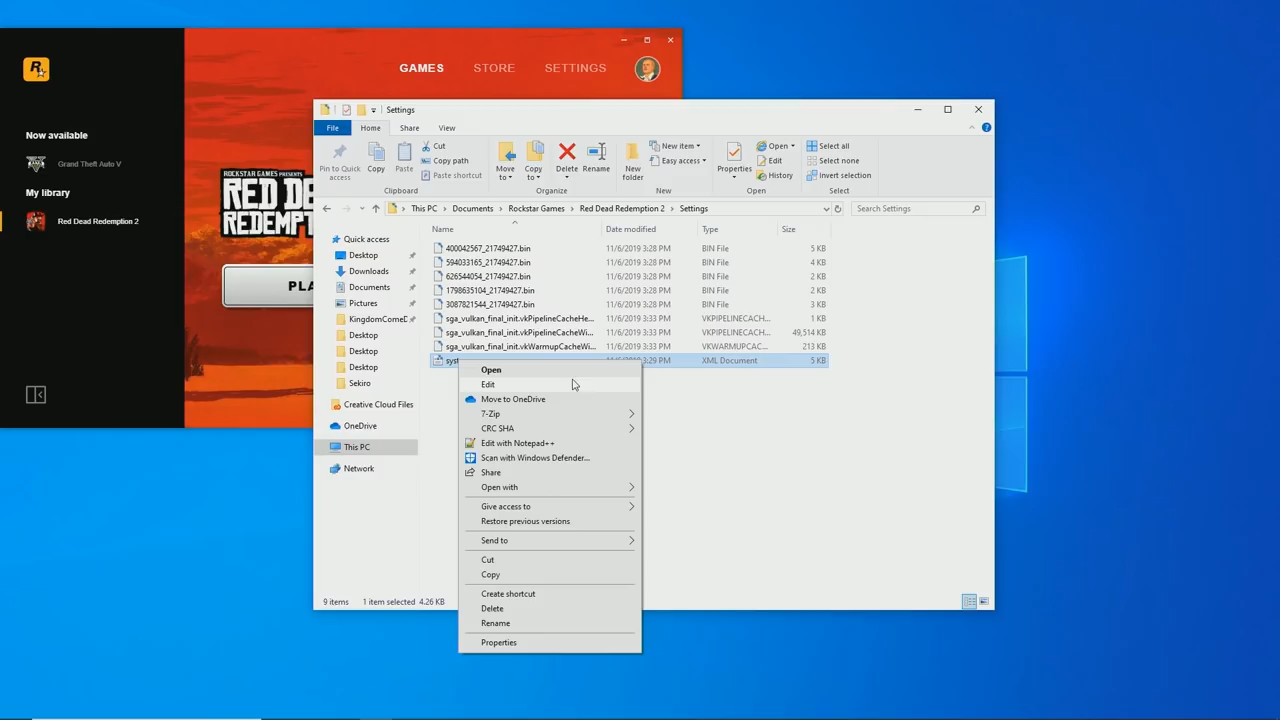 R
GAMES
STORE
SETTINGS
Now available
Grand Theft Auto V
My library
Red Dead Redemption 2
ROCKSTAR GAMES PRESENTS
RED DE
REDEMP
PLA
Settings
File
Home
Share
View
Pin to Quick access
Copy
Paste
Cut
Copy path
Paste shortcut
Clipboard
Move to
Copy to
Delete
Rename
Organize
New folder
New item
Easy access
New
Properties
Open
Edit
History
Open
Select all
Select none
Invert selection
Select
This PC
Documents
Rockstar Games
Red Dead Redemption 2
Settings
Search Settings
Name
Date modified
Type
Size
Quick access
Desktop
Downloads
Documents
Pictures
KingdomComeD
Desktop
Desktop
Desktop
Sekiro
Creative Cloud Files
OneDrive
This PC
Network
400042567_21749427.bin 11/6/2019 3:28 PM BIN File 5 KB
594033165_21749427.bin 11/6/2019 3:28 PM BIN File 4 KB
626544054_21749427.bin 11/6/2019 3:28 PM BIN File 2 KB
1798635104_21749427.bin 11/6/2019 3:28 PM BIN File 2 KB
3087821544_21749427.bin 11/6/2019 3:28 PM BIN File 3 KB
sga_vulkan_final_init.vkPipelineCacheHe... 11/6/2019 3:33 PM VKPIPELINECACH... 1 KB
sga_vulkan_final_init.vkPipelineCacheWi... 11/6/2019 3:33 PM VKPIPELINECACH... 49,514 KB
sga_vulkan_final_init.vkWarmupCacheWi... 11/6/2019 3:33 PM VKWARMUPCAC... 213 KB
syst 11/6/2019 3:29 PM XML Document 5 KB
Open
Edit
Move to OneDrive
7-Zip
CRC SHA
Edit with Notepad++
Scan with Windows Defender...
Share
Open with
Give access to
Restore previous versions
Send to
Cut
Copy
Create shortcut
Delete
Rename
Properties
9 items 1 item selected 4.26 KB